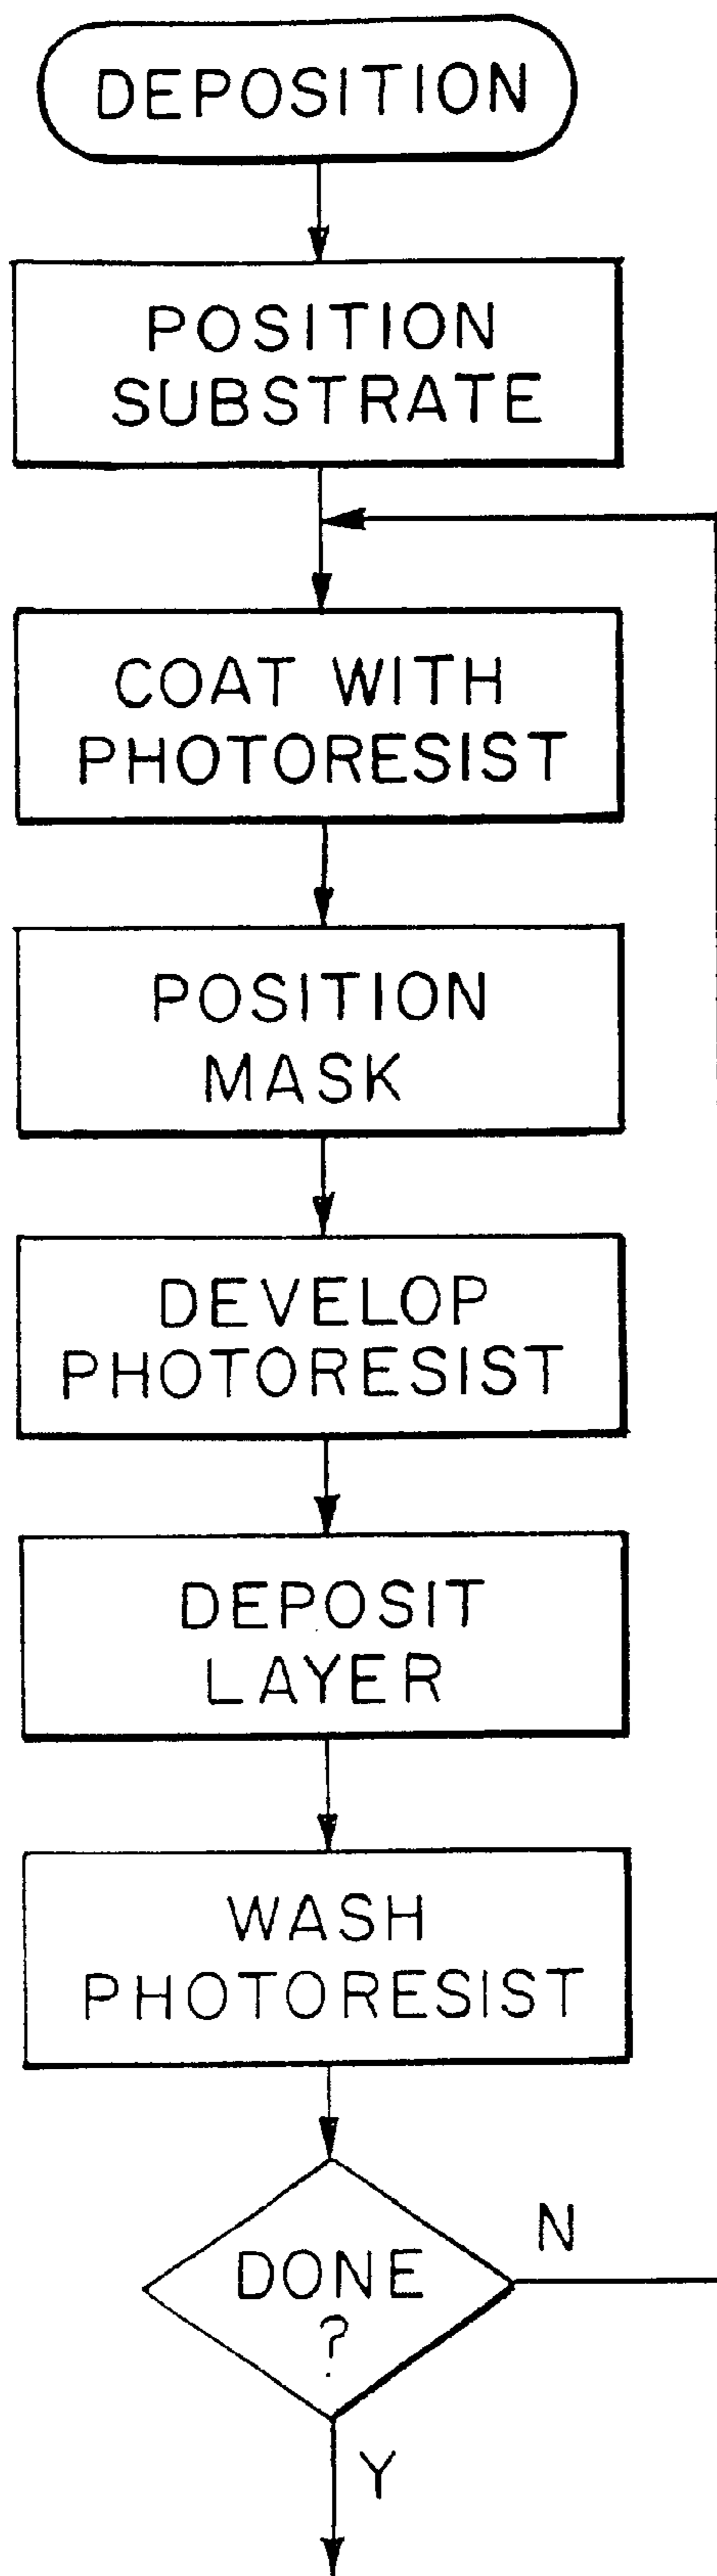 DEPOSITION
POSITION
SUBSTRATE
COAT WITH
PHOTORESIST
POSITION
MASK
DEVELOP
PHOTORESIST
DEPOSIT
LAYER
WASH
PHOTORESIST
N
DONE
?
Y